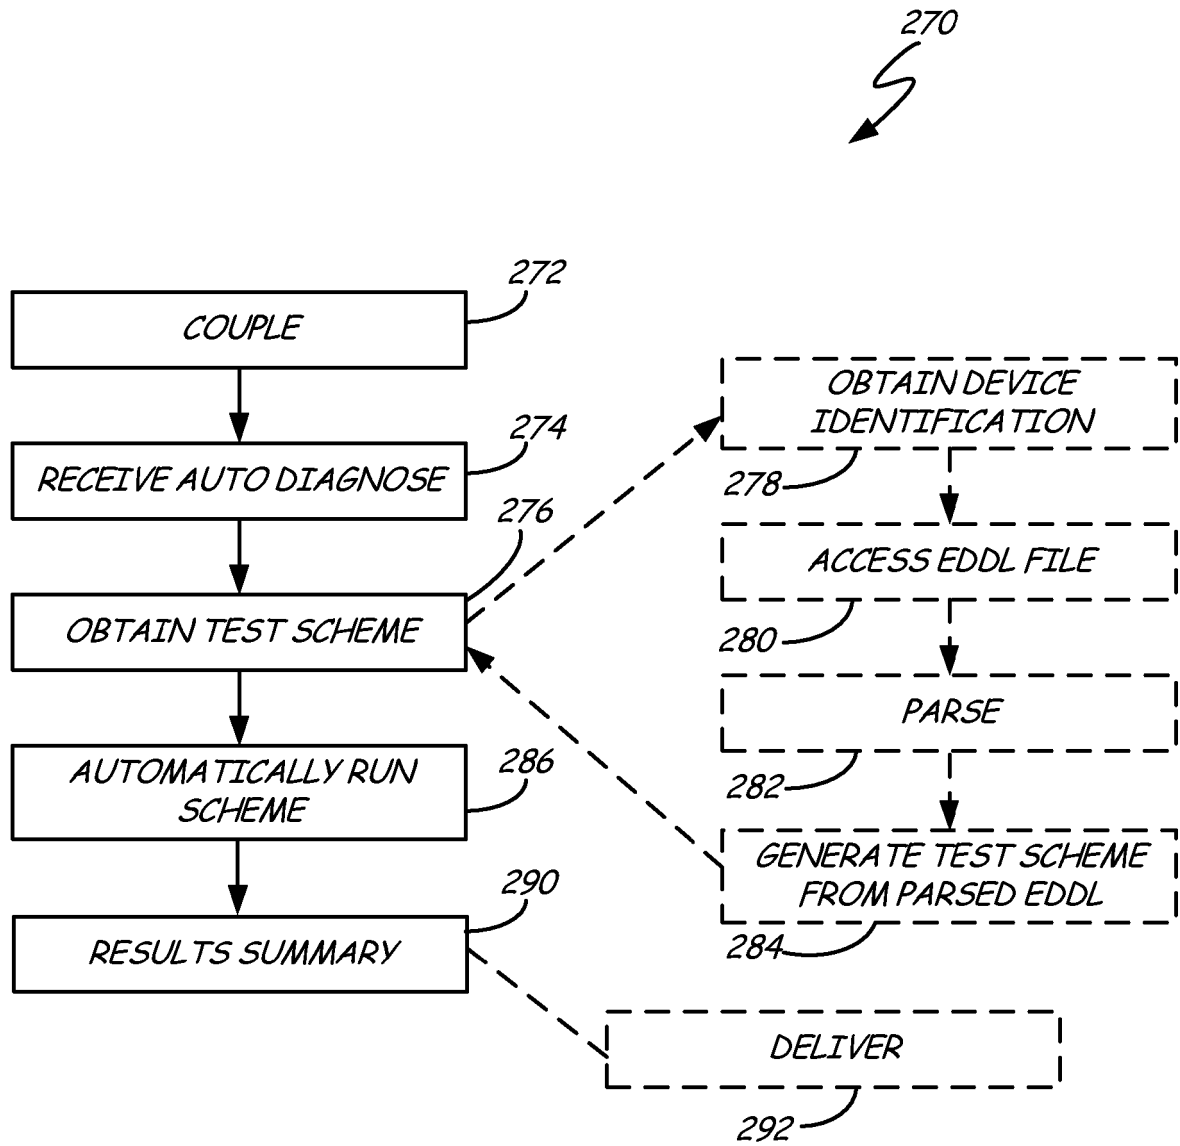 270
272
COUPLE
OBTAIN DEVICE
IDENTIFICATION
274
RECEIVE AUTO DIAGNOSE
278
276
ACCESS EDDL FILE
OBTAIN TEST SCHEME
280
PARSE
286
AUTOMATICALLY RUN
SCHEME
282
GENERATE TEST SCHEME
FROM PARSED EDDL
290
RESULTS SUMMARY
284
DELIVER
292